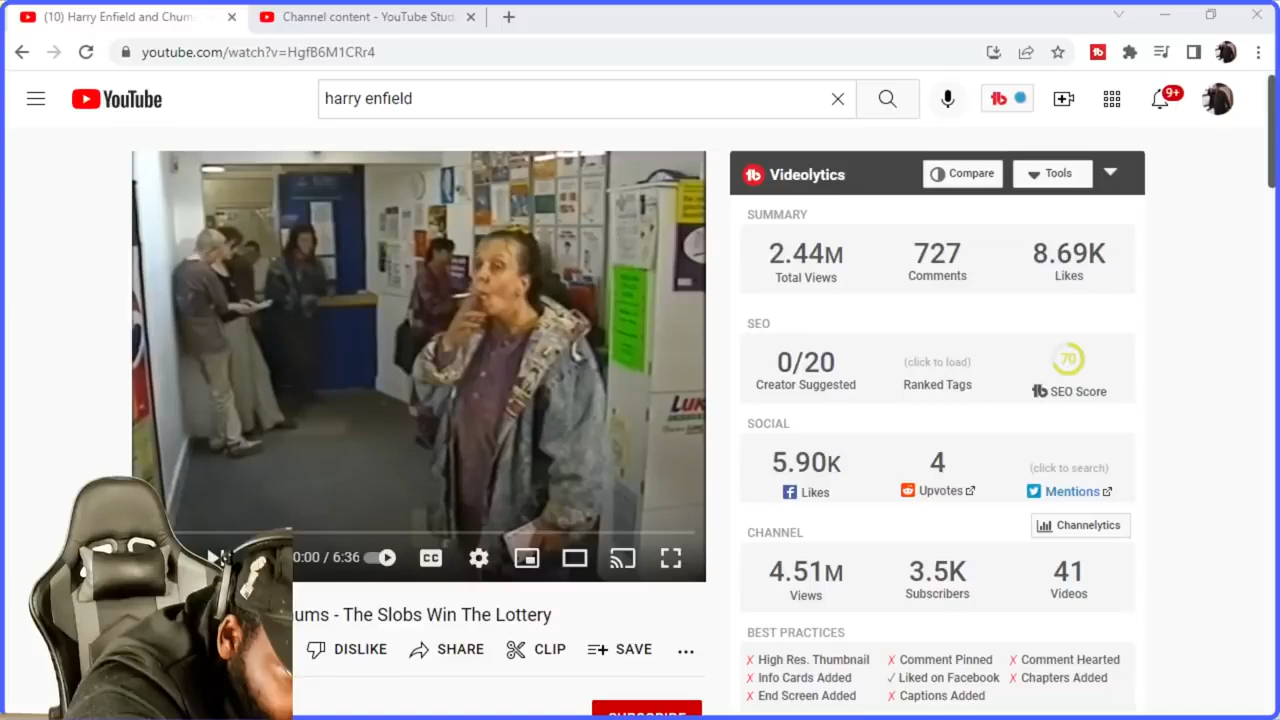 (10) Harry Enfield and Chum
Channel content - YouTube Stud
youtube.com/watch?v=HgfB6M1CRr4
YouTube
harry enfield
9+
Videolytics
Compare
Tools
SUMMARY
2.44M
727
8.69K
Total Views
Comments
Likes
SEO
0/20
(click to load)
70
Creator Suggested
Ranked Tags
SEO Score
SOCIAL
5.90K
4
(click to search)
Likes
Upvotes
Mentions
CHANNEL
Channelytics
4.51M
3.5K
41
Views
Subscribers
Videos
BEST PRACTICES
X High Res. Thumbnail
X Comment Pinned
X Comment Hearted
X Info Cards Added
✓ Liked on Facebook
X Chapters Added
X End Screen Added
X Captions Added
0:00 / 6:36
CC
ums - The Slobs Win The Lottery
DISLIKE
SHARE
CLIP
SAVE
SUBSCRIBE